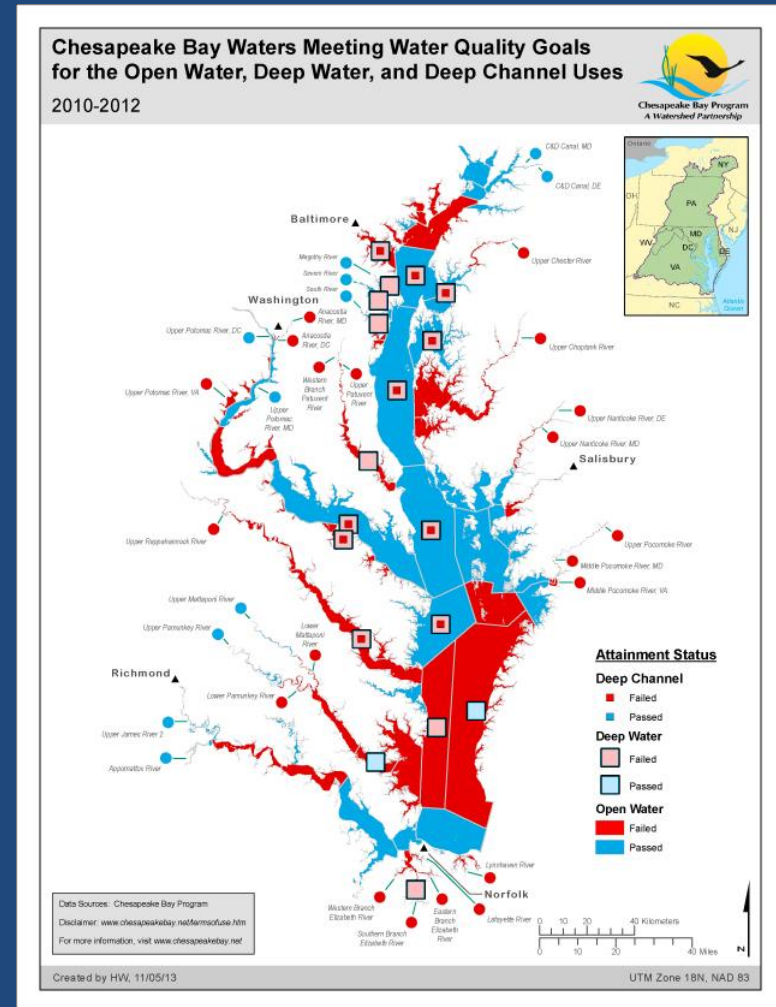 Chesapeake Bay Waters Meeting Water Quality Goals
for the Open Water, Deep Water, and Deep Channel Uses
2010-2012
Chesapeake Bay Program
A Watershed Partnership
Ontario
NY
PA
OH
NJ
MD
WV
DC
DE
VA
NC
Atlantic
Ocean
C&D Canal, MD
C&D Canal, DE
Baltimore
Magothy River
Severn River
South River
Upper Chester River
Washington
Anacostia
River, MD
Upper Potomac River, DC
Anacostia
River, DC
Upper Choptank River
Western
Branch
Patuxent
River
Upper
Patuxent
River
Upper Potomac River, VA
Upper
Potomac
River, MD
Upper Nanticoke River, DE
Upper Nanticoke River, MD
Salisbury
Upper Rappahannock River
Upper Pocomoke River
Middle Pocomoke River, MD
Middle Pocomoke River, VA
Upper Mattaponi River
Upper Pamunkey River
Lower
Mattaponi
River
Richmond
Lower Pamunkey River
Upper James River 2
Appomattox River
Attainment Status
Deep Channel
Failed
Passed
Deep Water
Failed
Passed
Open Water
Failed
Passed
Lynnhaven River
Norfolk
Western Branch
Elizabeth River
Southern Branch
Elizabeth River
Eastern
Branch
Elizabeth
River
Lafayette River
Data Sources: Chesapeake Bay Program
Disclaimer: www.chesapeakebay.net/termsofuse.htm
For more information, visit www.chesapeakebay.net
0 10 20 40 Kilometers
0 10 20 40 Miles
N
Created by HW, 11/05/13
UTM Zone 18N, NAD 83